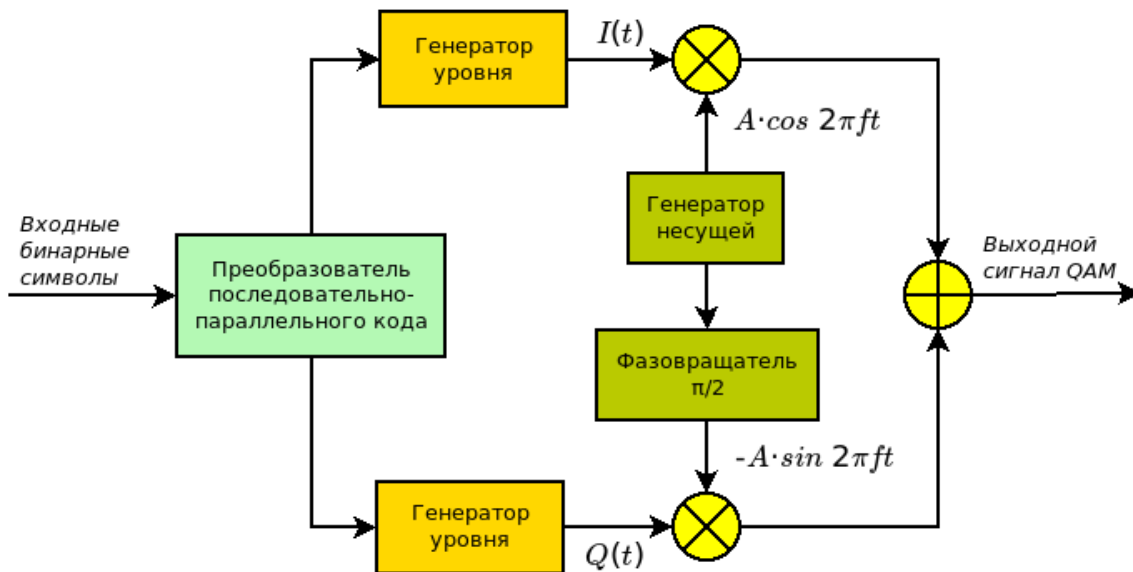 Генератор
уровня
I(t)
A·cos 2πft
Генератор
несущей
Входные
бинарные
символы
Преобразователь
последовательно-
параллельного кода
Выходной
сигнал QAM
Фазовращатель
π/2
-A·sin 2πft
Генератор
уровня
Q(t)